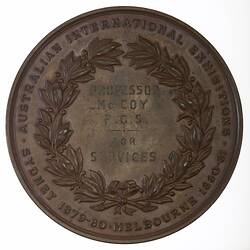 · AUSTRALIAN INTERNATIONAL EXHIBITIONS ·
SYDNEY 1879-80 · MELBOURNE 1880-81
PROFESSOR
McCOY
F.G.S.
FOR
SERVICES